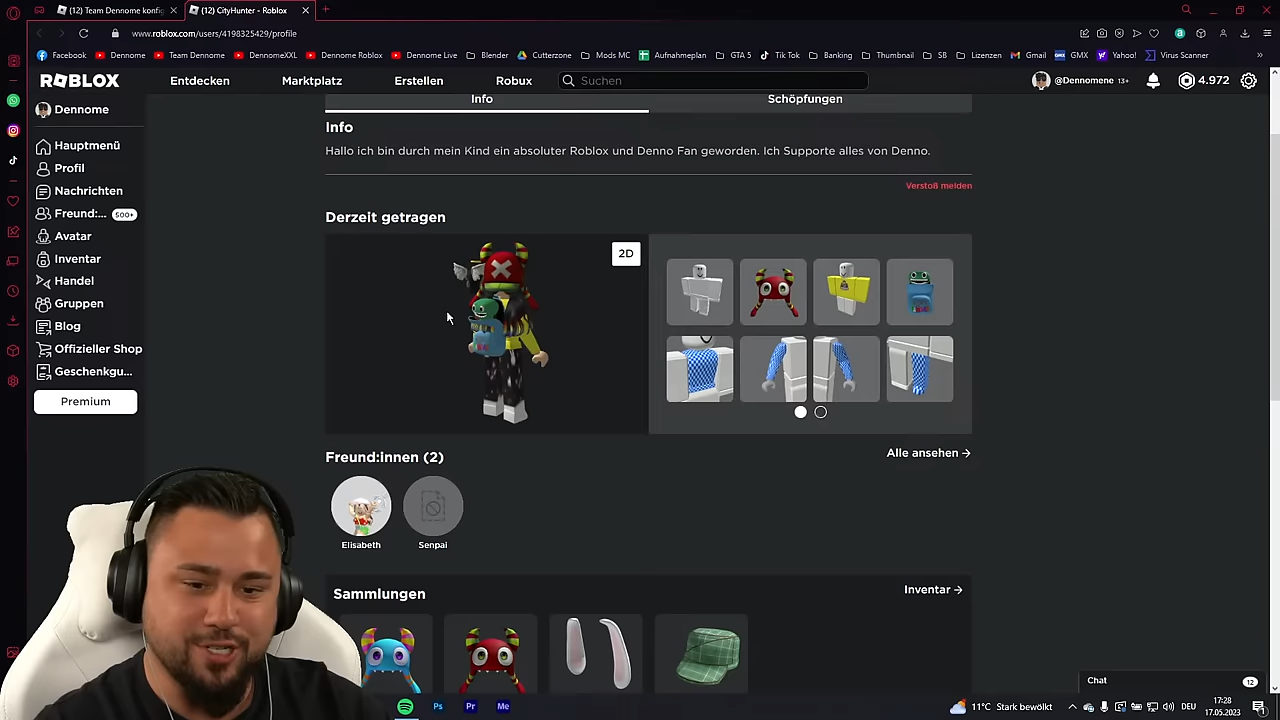 (12) Team Dennome konfig
(12) CityHunter - Roblox
www.roblox.com/users/4198325429/profile
Facebook Dennome Team Dennome DennomeXXL Dennome Roblox Dennome Live Blender Cutterzone Mods MC Aufnahmeplan GTA 5 Tik Tok Banking Thumbnail SB Lizenzen Gmail GMX Yahoo! Virus Scanner
ROBLOX Entdecken Marktplatz Erstellen Robux Suchen @Dennomene 13+ 4.972
Dennome
Hauptmenü
Profil
Nachrichten
Freund:... 500+
Avatar
Inventar
Handel
Gruppen
Blog
Offizieller Shop
Geschenkgu...
Premium
Info Schöpfungen
Info
Hallo ich bin durch mein Kind ein absoluter Roblox und Denno Fan geworden. Ich Supporte alles von Denno.
Verstoß melden
Derzeit getragen
2D
Freund:innen (2) Alle ansehen
Elisabeth Senpai
Sammlungen Inventar
Chat 12
Ps Pr Me
11°C Stark bewölkt DEU 17:28
17.05.2023